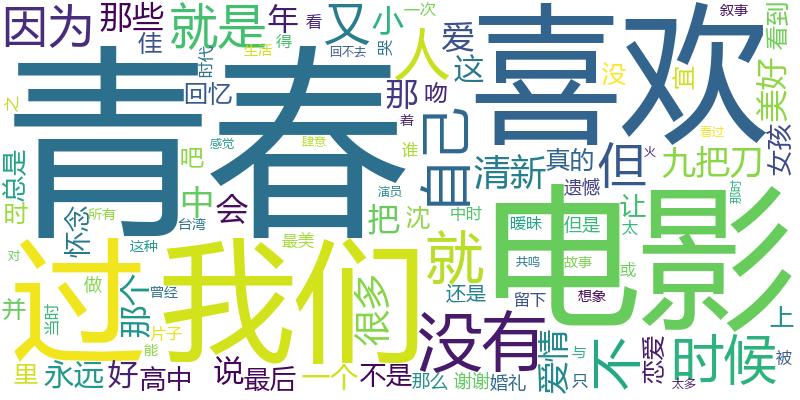 因为 那些 就是 年 又 小 一次 爱 看 得 佳 叙事 看到
青春 喜欢
时代 生活 回不去 哭 人 这 没 宜 美好
之 回忆 那 吻 自己
总是 着 女孩
感觉 肆意 谁 清新 真的 但 九把刀 看过 火
时 吧 中 会 把 沈 遗憾
怀念 所有 台湾 演员 中时 暧昧 但是 让 太
这种 最美
对 过 我们 就 电影
做 还是 共鸣 故事 或
并 那个 曾经 很多 留下 想象 上
当时 片子 没有
能 爱情 与 不 恋爱 时候 被
里 永远 好 高中 说 最后 一个 不是 那么 谢谢 婚礼 只 太多